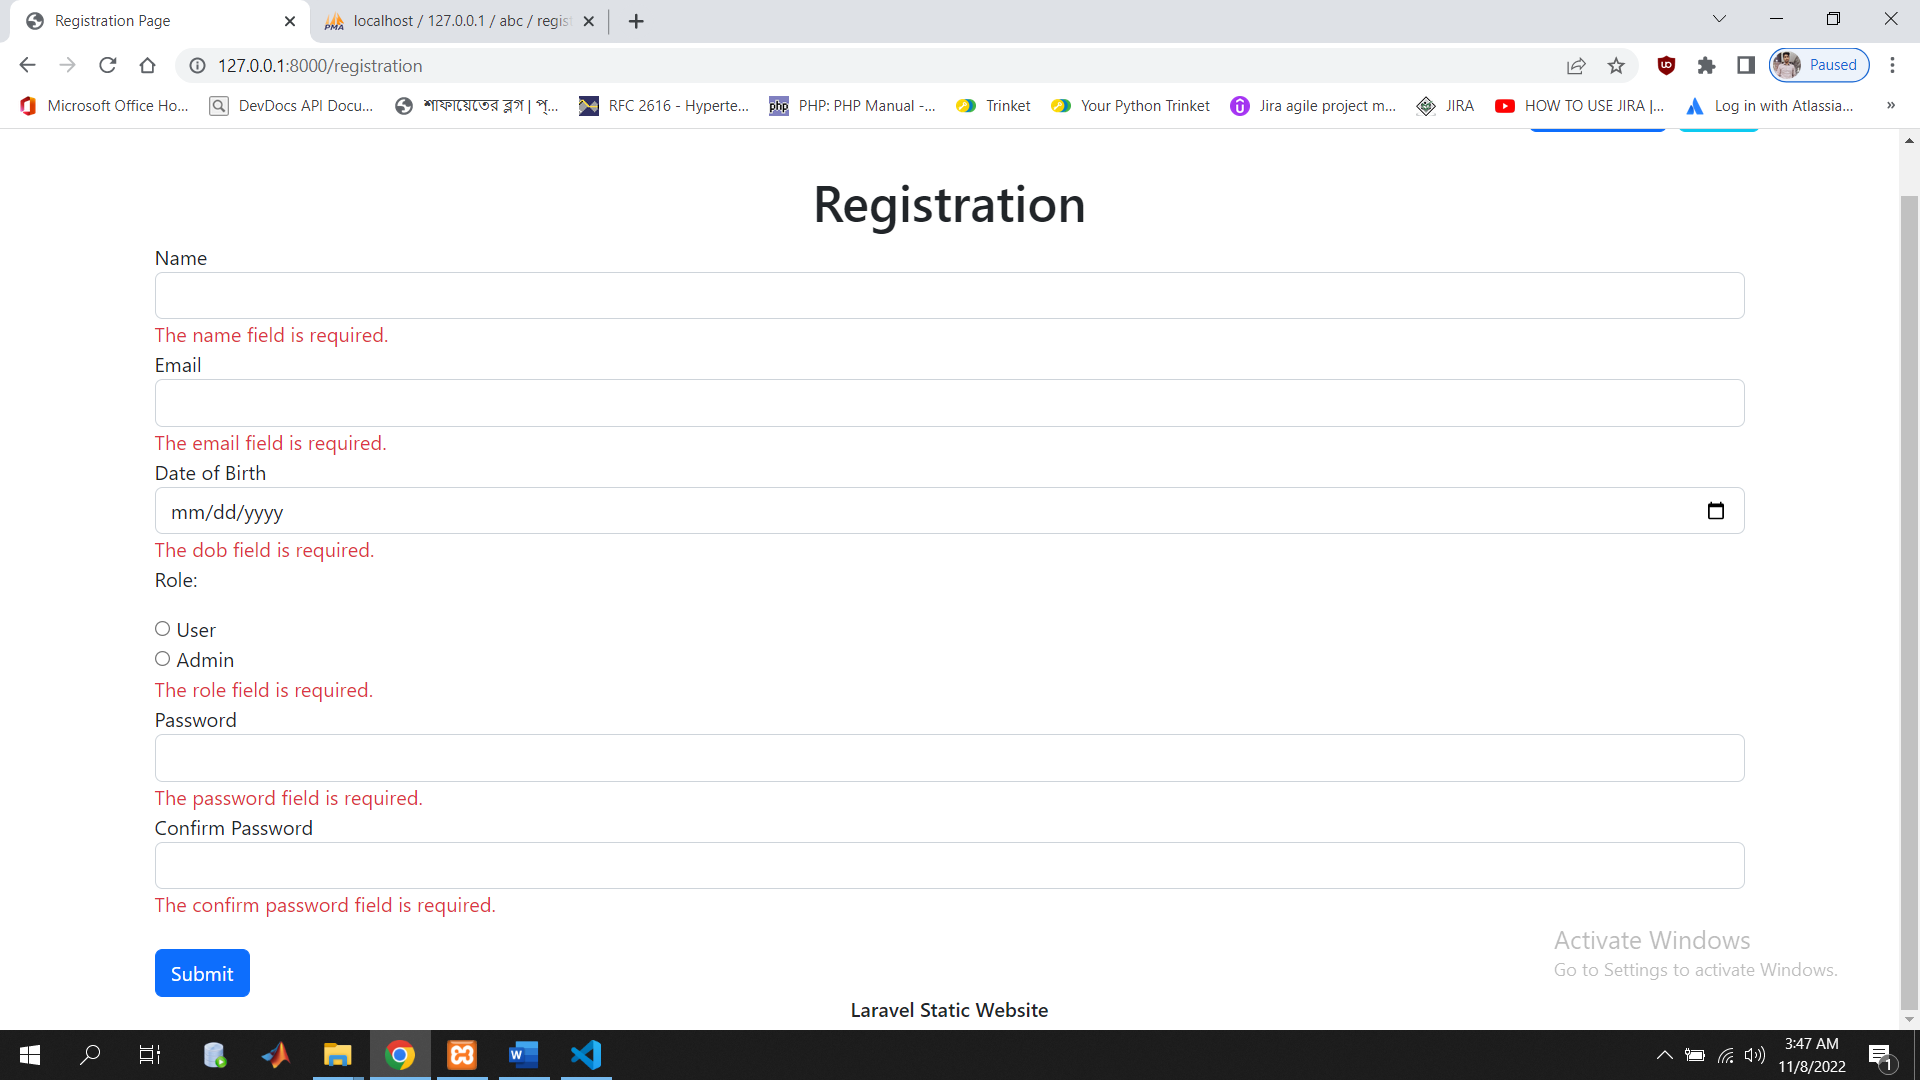 Registration Page
localhost / 127.0.0.1 / abc / regist
127.0.0.1:8000/registration
Paused
Microsoft Office Ho...
DevDocs API Docu...
শাফায়েতের ব্লগ | প্...
RFC 2616 - Hyperte...
php
PHP: PHP Manual -...
Trinket
Your Python Trinket
Jira agile project m...
JIRA
HOW TO USE JIRA |...
Log in with Atlassia...
»
Registration
Name
The name field is required.
Email
The email field is required.
Date of Birth
mm/dd/yyyy
The dob field is required.
Role:
User
Admin
The role field is required.
Password
The password field is required.
Confirm Password
The confirm password field is required.
Submit
Activate Windows
Go to Settings to activate Windows.
Laravel Static Website
3:47 AM
11/8/2022
1